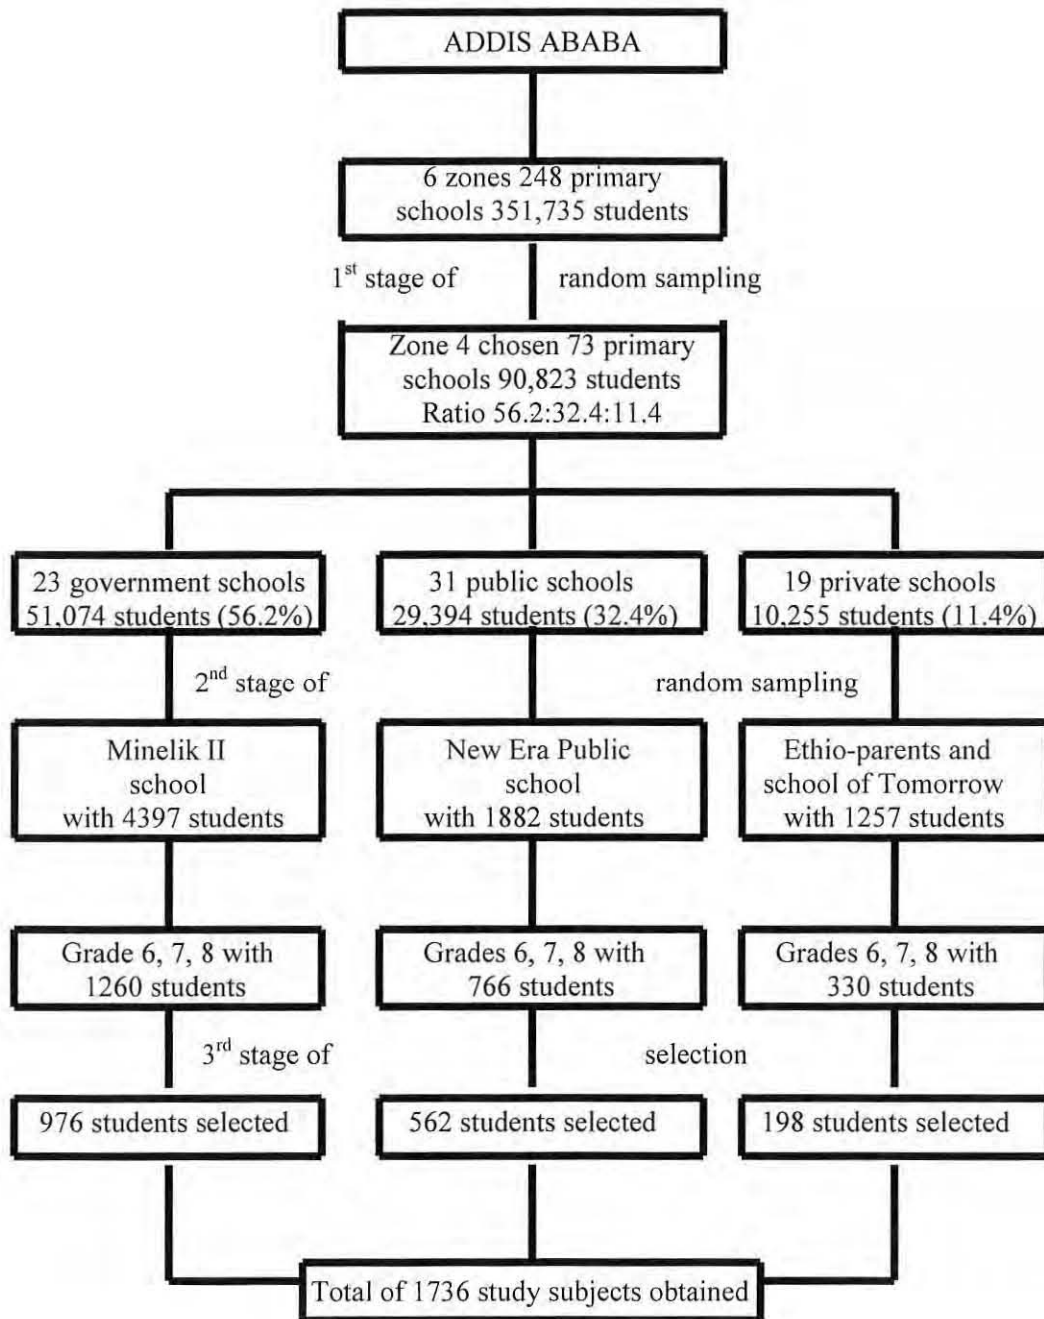 ADDIS ABABA
6 zones 248 primary
schools 351,735 students
1st stage of random sampling
Zone 4 chosen 73 primary
schools 90,823 students
Ratio 56.2:32.4:11.4
23 government schools
51,074 students (56.2%)
31 public schools
29,394 students (32.4%)
19 private schools
10,255 students (11.4%)
2nd stage of random sampling
Minelik II
school
with 4397 students
New Era Public
school
with 1882 students
Ethio-parents and
school of Tomorrow
with 1257 students
Grade 6, 7, 8 with
1260 students
Grades 6, 7, 8 with
766 students
Grades 6, 7, 8 with
330 students
3rd stage of selection
976 students selected
562 students selected
198 students selected
Total of 1736 study subjects obtained